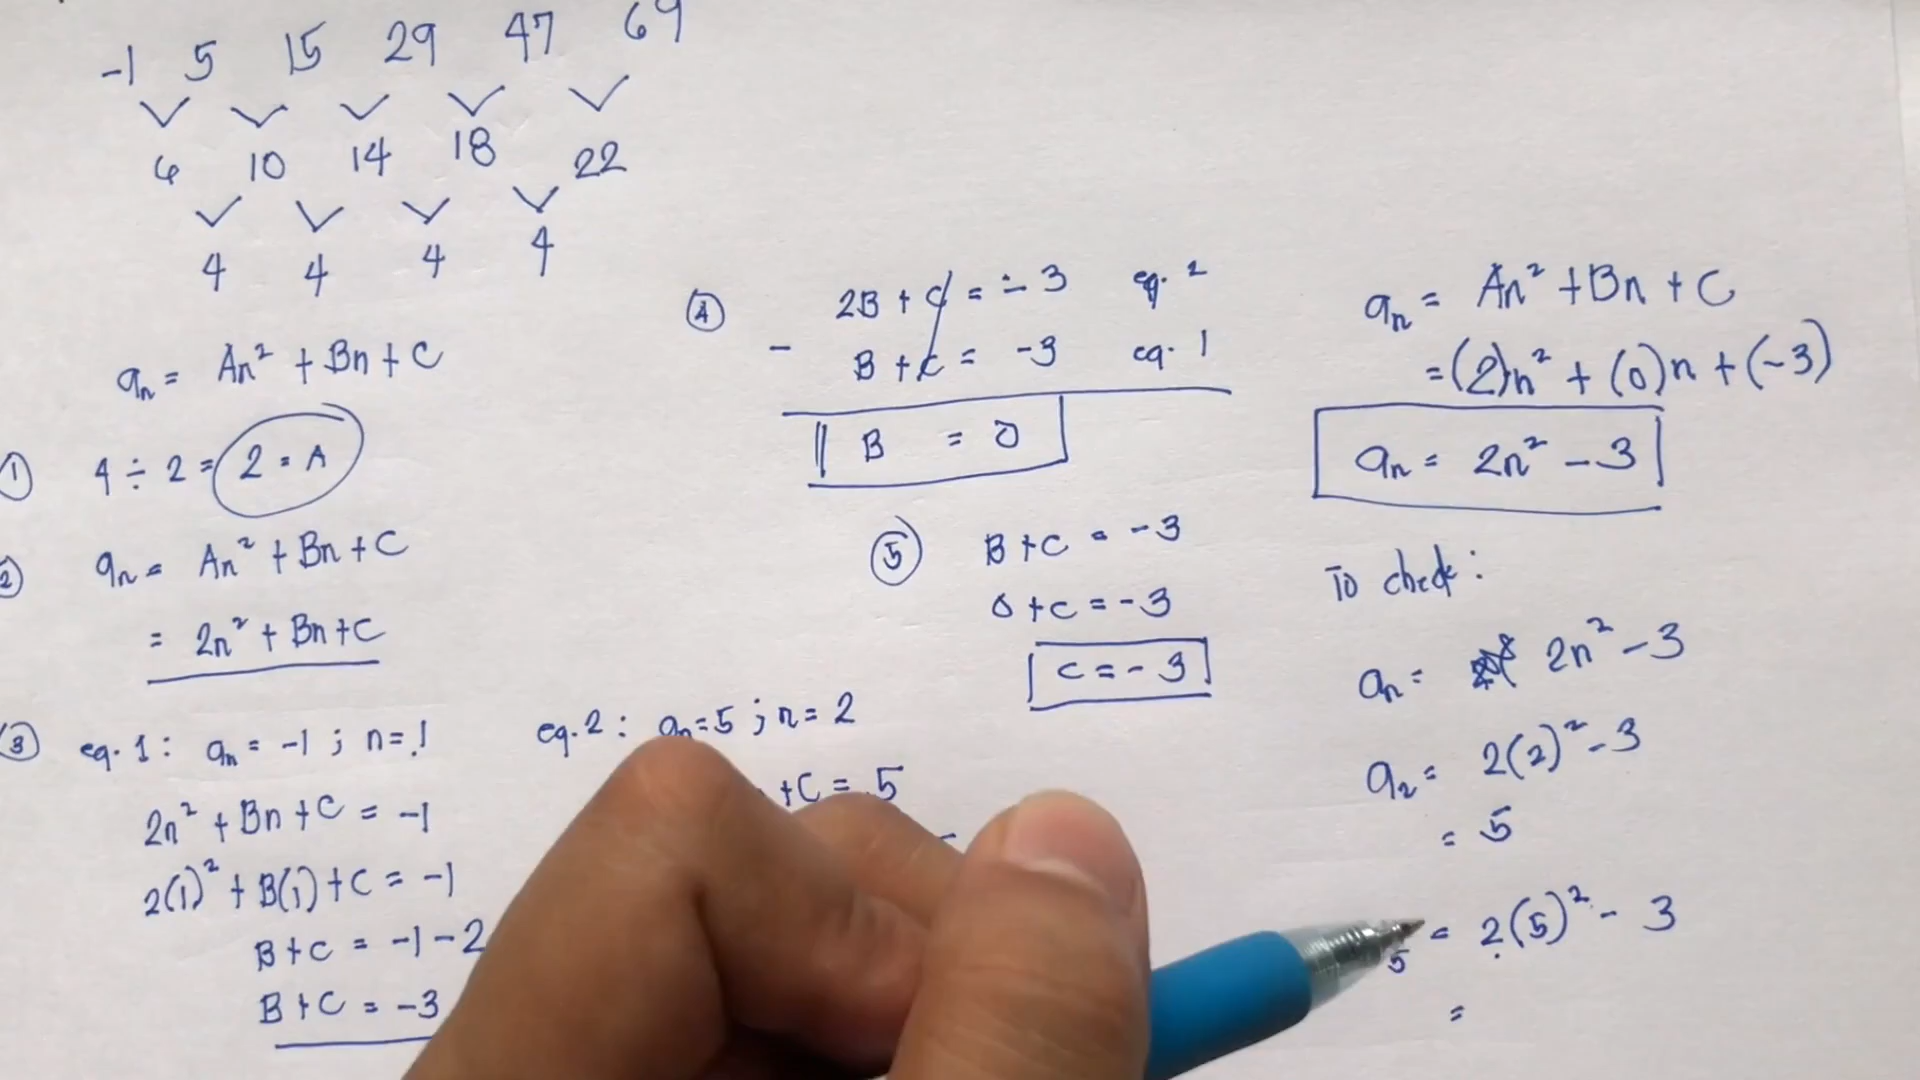 -1 5 15 29 47 69
6 10 14 18 22
4 4 4 4
aₙ = An² + Bn + C
① 4 ÷ 2 = 2 = A
② aₙ = An² + Bn + C
= 2n² + Bn + C
③ eq. 1: aₙ = -1 ; n = 1
2n² + Bn + C = -1
2(1)² + B(1) + C = -1
B + C = -1 - 2
B + C = -3
eq. 2: aₙ = 5 ; n = 2
+ C = 5
④ 2B + C = -3 eq. 2
- B + C = -3 eq. 1
B = 0
⑤ B + C = -3
0 + C = -3
C = -3
aₙ = An² + Bn + C
= (2)n² + (0)n + (-3)
aₙ = 2n² - 3
To check:
aₙ = 2n² - 3
a₂ = 2(2)² - 3
= 5
₅ = 2(5)² - 3
=